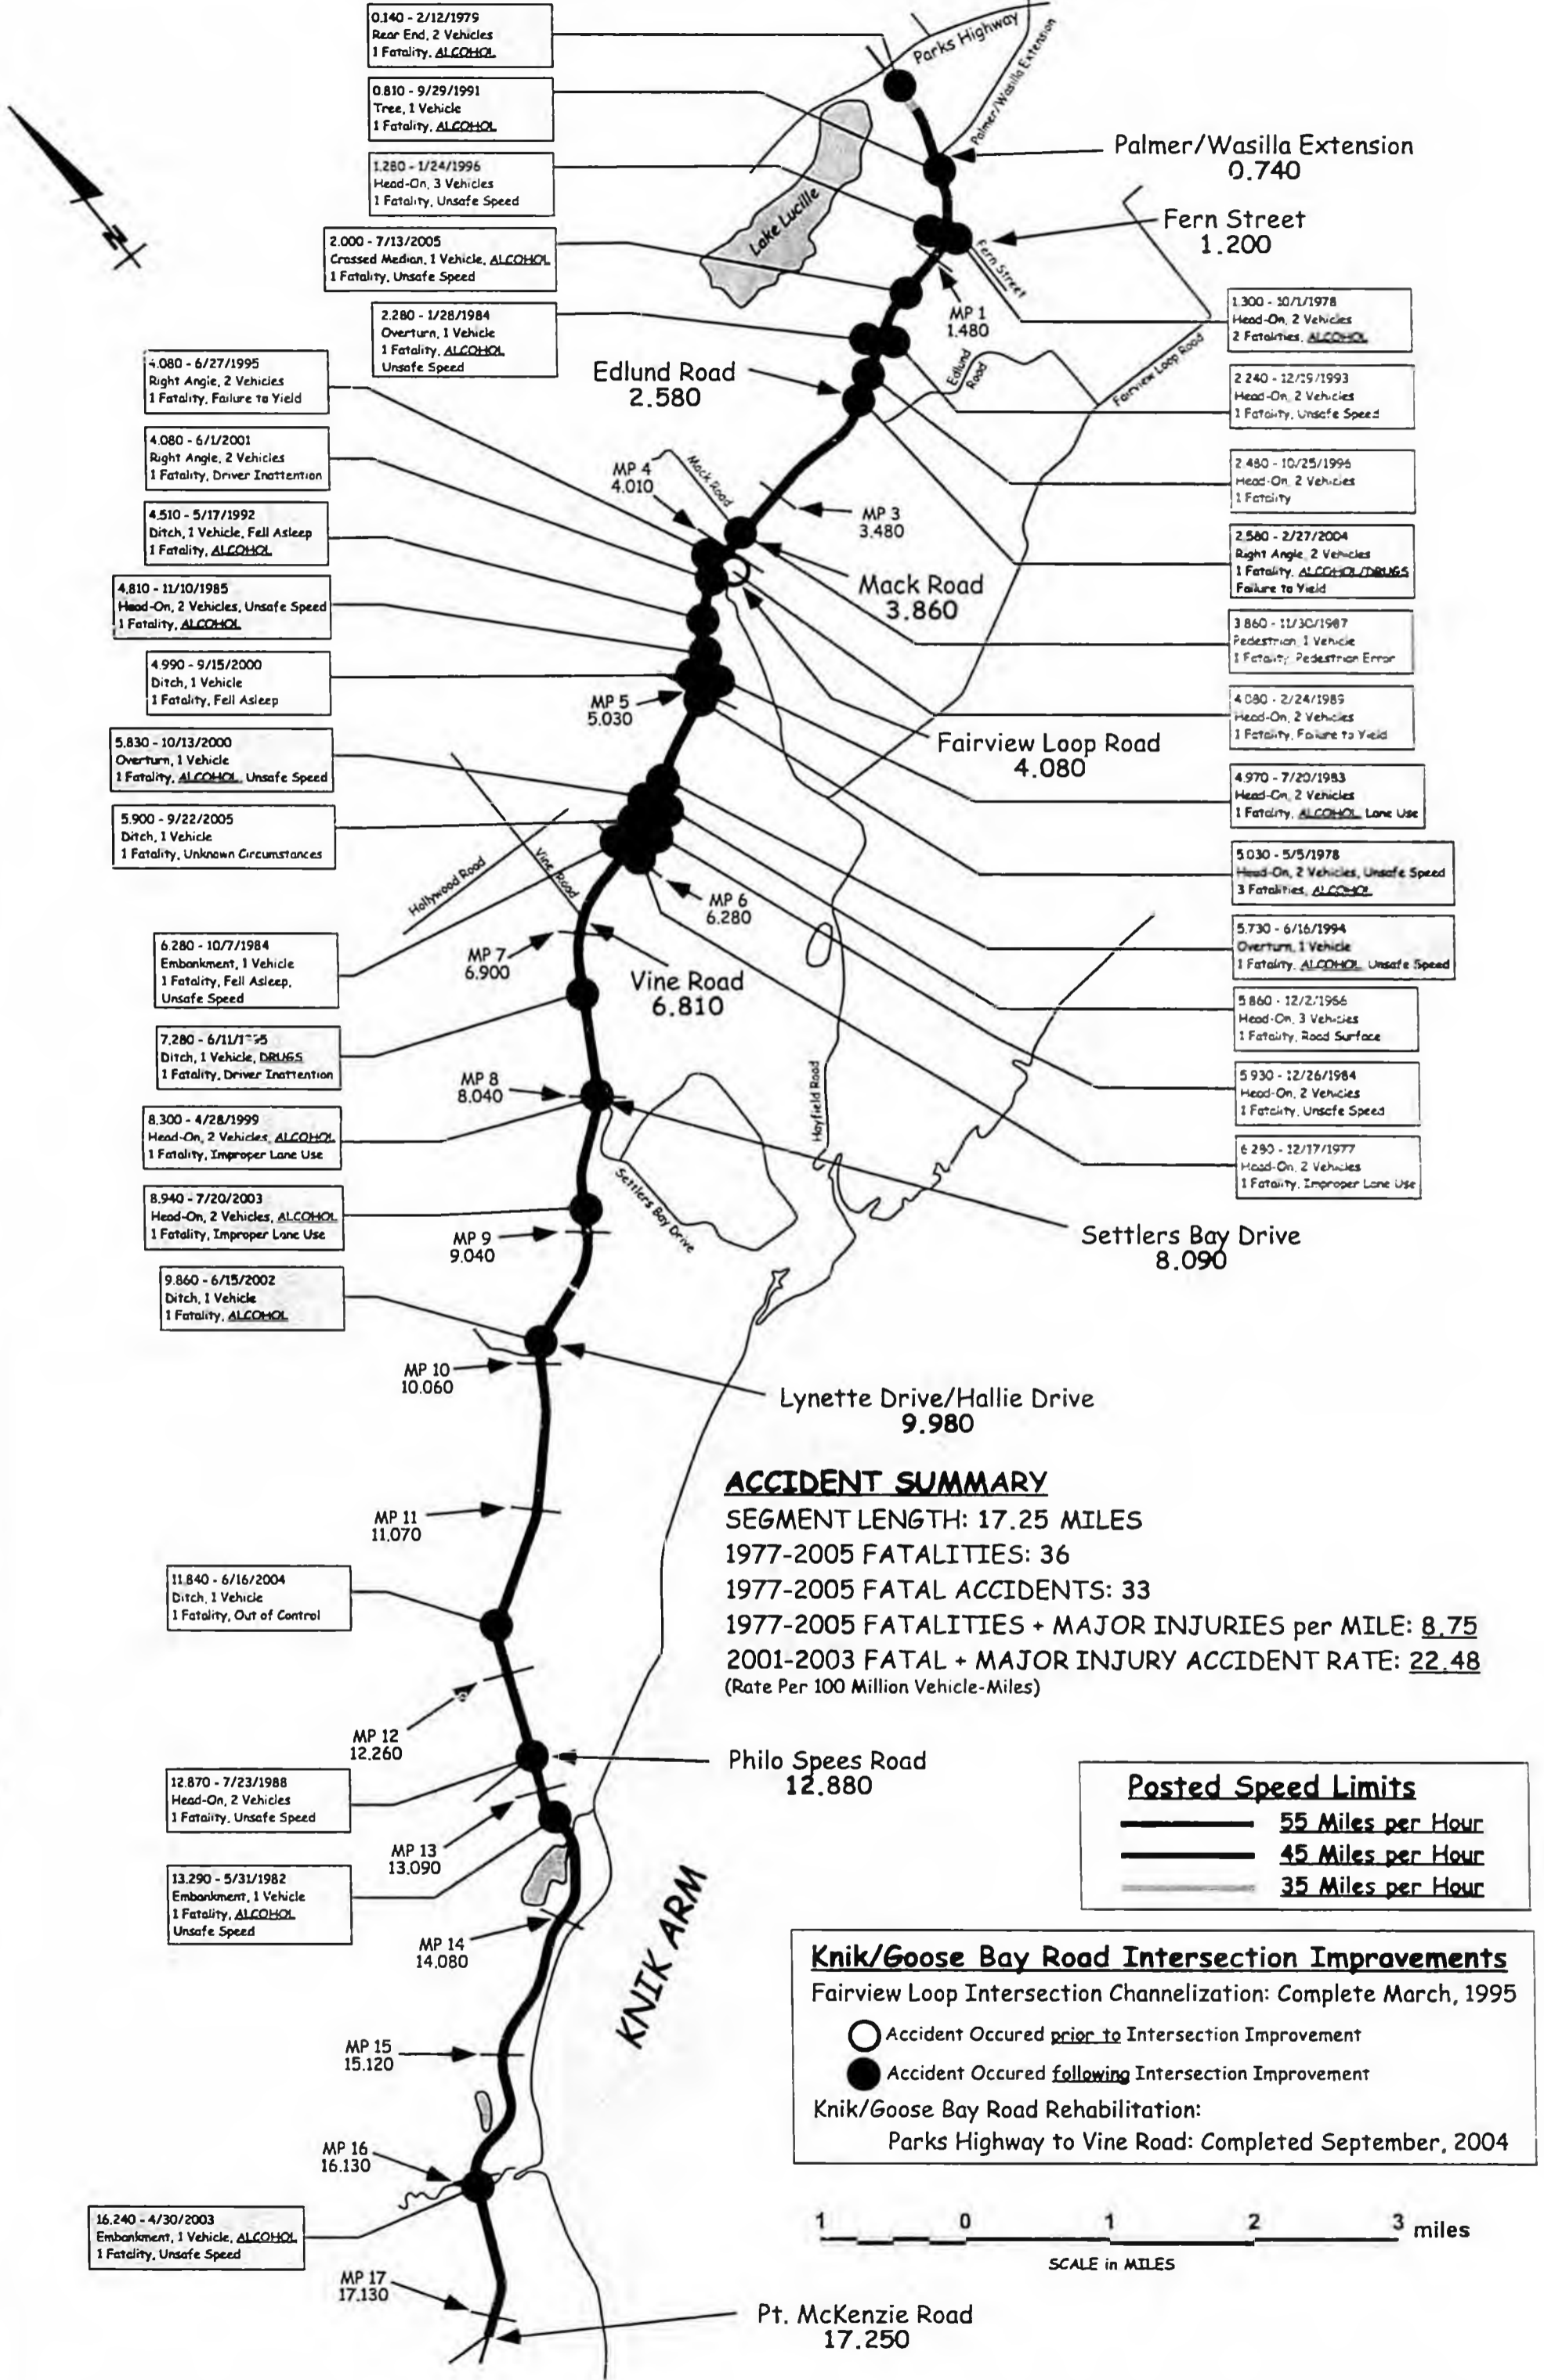 0.140 - 2/12/1979
Rear End, 2 Vehicles
1 Fatality, ALCOHOL
0.810 - 9/29/1991
Tree, 1 Vehicle
1 Fatality, ALCOHOL
1.280 - 1/24/1996
Head-On, 3 Vehicles
1 Fatality, Unsafe Speed
2.000 - 7/13/2005
Crossed Median, 1 Vehicle, ALCOHOL
1 Fatality, Unsafe Speed
2.280 - 1/28/1984
Overturn, 1 Vehicle
1 Fatality, ALCOHOL
Unsafe Speed
4.080 - 6/27/1995
Right Angle, 2 Vehicles
1 Fatality, Failure to Yield
4.080 - 6/1/2001
Right Angle, 2 Vehicles
1 Fatality, Driver Inattention
4.510 - 5/17/1992
Ditch, 1 Vehicle, Fell Asleep
1 Fatality, ALCOHOL
4.810 - 11/10/1985
Head-On, 2 Vehicles, Unsafe Speed
1 Fatality, ALCOHOL
4.990 - 9/15/2000
Ditch, 1 Vehicle
1 Fatality, Fell Asleep
5.830 - 10/13/2000
Overturn, 1 Vehicle
1 Fatality, ALCOHOL, Unsafe Speed
5.900 - 9/22/2005
Ditch, 1 Vehicle
1 Fatality, Unknown Circumstances
6.280 - 10/7/1984
Embankment, 1 Vehicle
1 Fatality, Fell Asleep,
Unsafe Speed
7.280 -
Ditch, 1 Vehicle, DRUGS
1 Fatality, Driver Inattention
8.300 - 4/28/1999
Head-On, 2 Vehicles, ALCOHOL
1 Fatality, Improper Lane Use
8.940 - 7/20/2003
Head-On, 2 Vehicles, ALCOHOL
1 Fatality, Improper Lane Use
9.860 - 6/15/2002
Ditch, 1 Vehicle
1 Fatality, ALCOHOL
11.840 - 6/16/2004
Ditch, 1 Vehicle
1 Fatality, Out of Control
12.870 - 7/23/1988
Head-On, 2 Vehicles
1 Fatality, Unsafe Speed
13.290 - 5/31/1982
Embankment, 1 Vehicle
1 Fatality, ALCOHOL
Unsafe Speed
16.240 - 4/30/2003
Embankment, 1 Vehicle, ALCOHOL
1 Fatality, Unsafe Speed
N
Parks Highway
Palmer/Wasilla Extension
Lake Lucille
Palmer/Wasilla Extension
0.740
Fern Street
1.200
Fern Street
MP 1
1.480
Edlund Road
2.580
Edlund
Road
Fairview Loop Road
MP 4
4.010
Mack Road
MP 3
3.480
Mack Road
3.860
MP 5
5.030
Fairview Loop Road
4.080
Hollywood Road
Vine Road
MP 6
6.280
MP 7
6.900
Vine Road
6.810
MP 8
8.040
Hayfield Road
Settlers Bay Drive
Settlers Bay Drive
8.090
MP 9
9.040
MP 10
10.060
Lynette Drive/Hallie Drive
9.980
MP 11
11.070
MP 12
12.260
Philo Spees Road
12.880
MP 13
13.090
MP 14
14.080
KNIK ARM
MP 15
15.120
MP 16
16.130
MP 17
17.130
Pt. McKenzie Road
17.250
1.300 - 10/1/1978
Head-On, 2 Vehicles
2 Fatalities, ALCOHOL
2.240 - 12/19/1993
Head-On, 2 Vehicles
1 Fatality, Unsafe Speed
2.480 - 10/25/1996
Head-On, 2 Vehicles
1 Fatality
2.580 - 2/27/2004
Right Angle, 2 Vehicles
1 Fatality, ALCOHOL/DRUGS
Failure to Yield
3.860 - 11/30/1987
Pedestrian, 1 Vehicle
1 Fatality, Pedestrian Error
4.080 - 2/24/1989
Head-On, 2 Vehicles
1 Fatality, Failure to Yield
4.970 - 7/20/1983
Head-On, 2 Vehicles
1 Fatality, ALCOHOL, Lane Use
5.030 - 5/5/1978
Head-On, 2 Vehicles, Unsafe Speed
3 Fatalities, ALCOHOL
5.730 - 6/16/1994
Overturn, 1 Vehicle
1 Fatality, ALCOHOL, Unsafe Speed
5.860 -
Head-On, 3 Vehicles
1 Fatality, Road Surface
5.930 - 12/26/1984
Head-On, 2 Vehicles
1 Fatality, Unsafe Speed
6.290 - 12/17/1977
Head-On, 2 Vehicles
1 Fatality, Improper Lane Use
ACCIDENT SUMMARY
SEGMENT LENGTH: 17.25 MILES
1977-2005 FATALITIES: 36
1977-2005 FATAL ACCIDENTS: 33
1977-2005 FATALITIES + MAJOR INJURIES per MILE: 8.75
2001-2003 FATAL + MAJOR INJURY ACCIDENT RATE: 22.48
(Rate Per 100 Million Vehicle-Miles)
Posted Speed Limits
55 Miles per Hour
45 Miles per Hour
35 Miles per Hour
Knik/Goose Bay Road Intersection Improvements
Fairview Loop Intersection Channelization: Complete March, 1995
Accident Occured prior to Intersection Improvement
Accident Occured following Intersection Improvement
Knik/Goose Bay Road Rehabilitation:
Parks Highway to Vine Road: Completed September, 2004
1 0 1 2 3 miles
SCALE in MILES